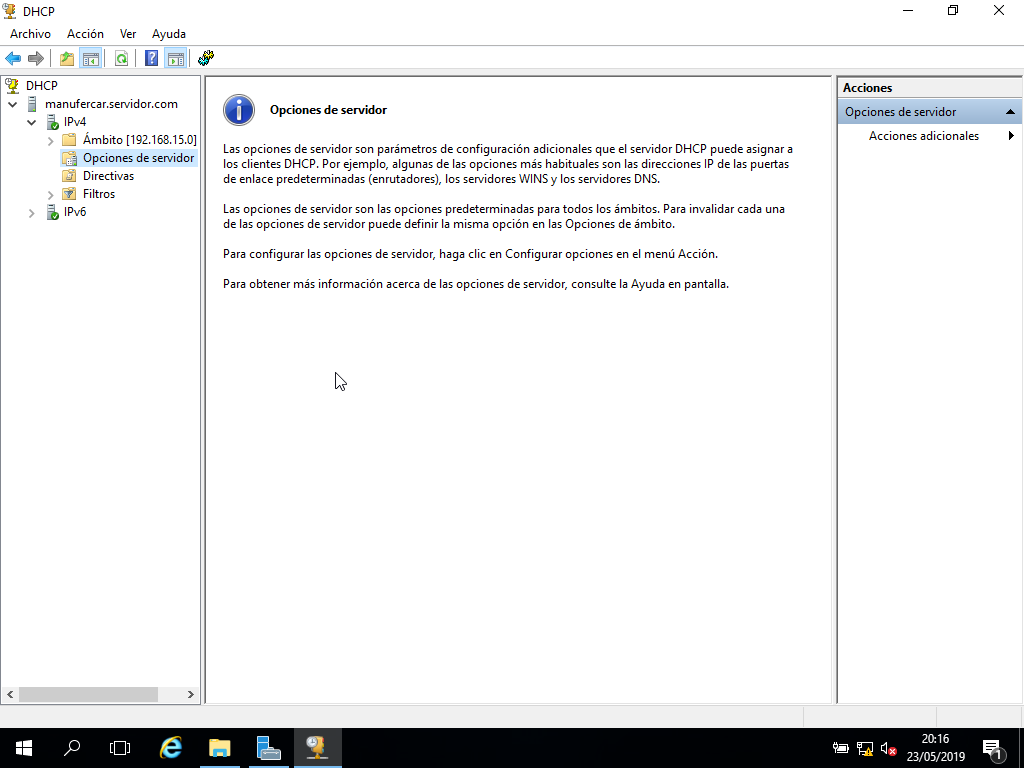 DHCP
Archivo Acción Ver Ayuda
DHCP
manufercar.servidor.com
IPv4
Ámbito [192.168.15.0]
Opciones de servidor
Directivas
Filtros
IPv6
Opciones de servidor
Las opciones de servidor son parámetros de configuración adicionales que el servidor DHCP puede asignar a
los clientes DHCP. Por ejemplo, algunas de las opciones más habituales son las direcciones IP de las puertas
de enlace predeterminadas (enrutadores), los servidores WINS y los servidores DNS.
Las opciones de servidor son las opciones predeterminadas para todos los ámbitos. Para invalidar cada una
de las opciones de servidor puede definir la misma opción en las Opciones de ámbito.
Para configurar las opciones de servidor, haga clic en Configurar opciones en el menú Acción.
Para obtener más información acerca de las opciones de servidor, consulte la Ayuda en pantalla.
Acciones
Opciones de servidor
Acciones adicionales
20:16
23/05/2019
1